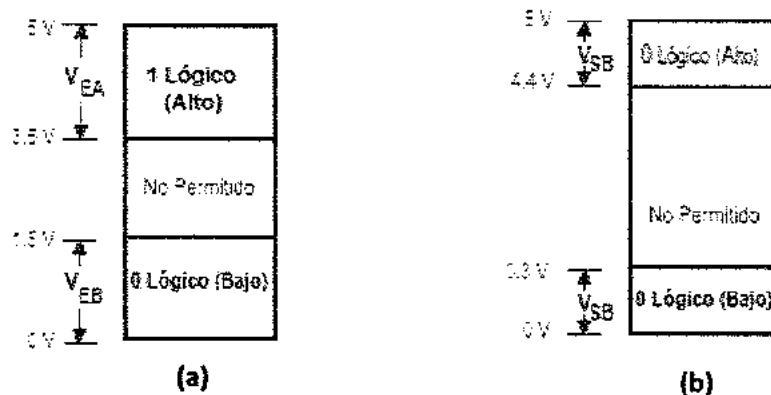 5 V
V EA
1 Lógico
(Alto)
3.5 V
No Permitido
1.5 V
V EB
0 Lógico (Bajo)
0 V
(a)
5 V
V SB
0 Lógico (Alto)
4.4 V
No Permitido
0.3 V
V SB
0 Lógico (Bajo)
0 V
(b)